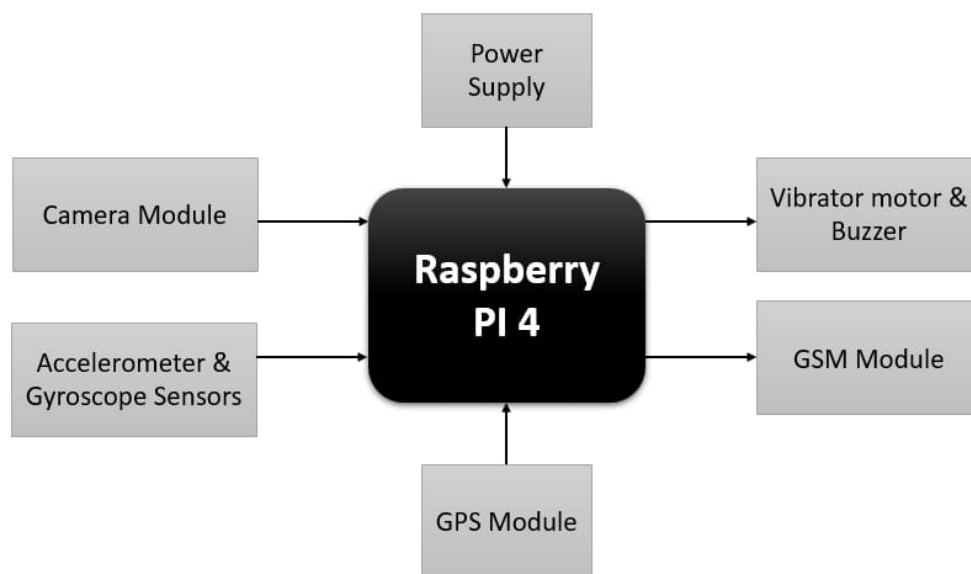 Power
Supply
Camera Module
Vibrator motor &
Buzzer
Raspberry
PI 4
Accelerometer &
Gyroscope Sensors
GSM Module
GPS Module